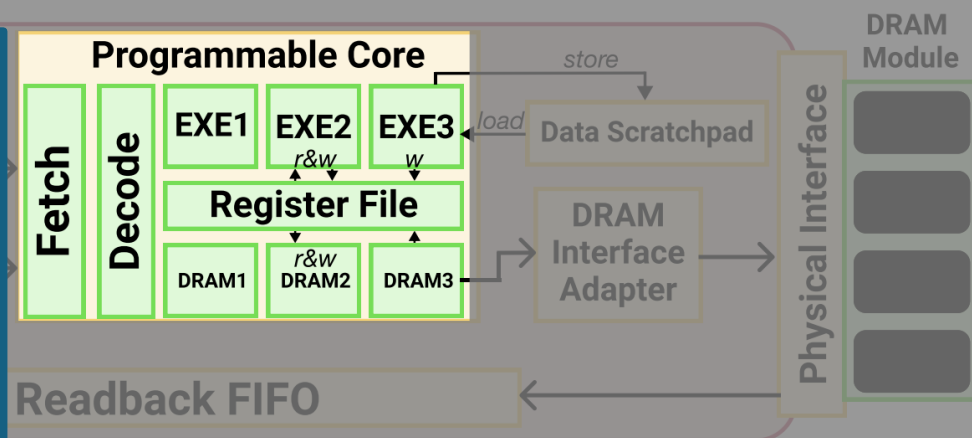 Programmable Core
Fetch
Decode
EXE1
EXE2
EXE3
r&w
w
Register File
r&w
DRAM1
DRAM2
DRAM3
store
load
Data Scratchpad
DRAM
Interface
Adapter
Physical Interface
DRAM
Module
Readback FIFO